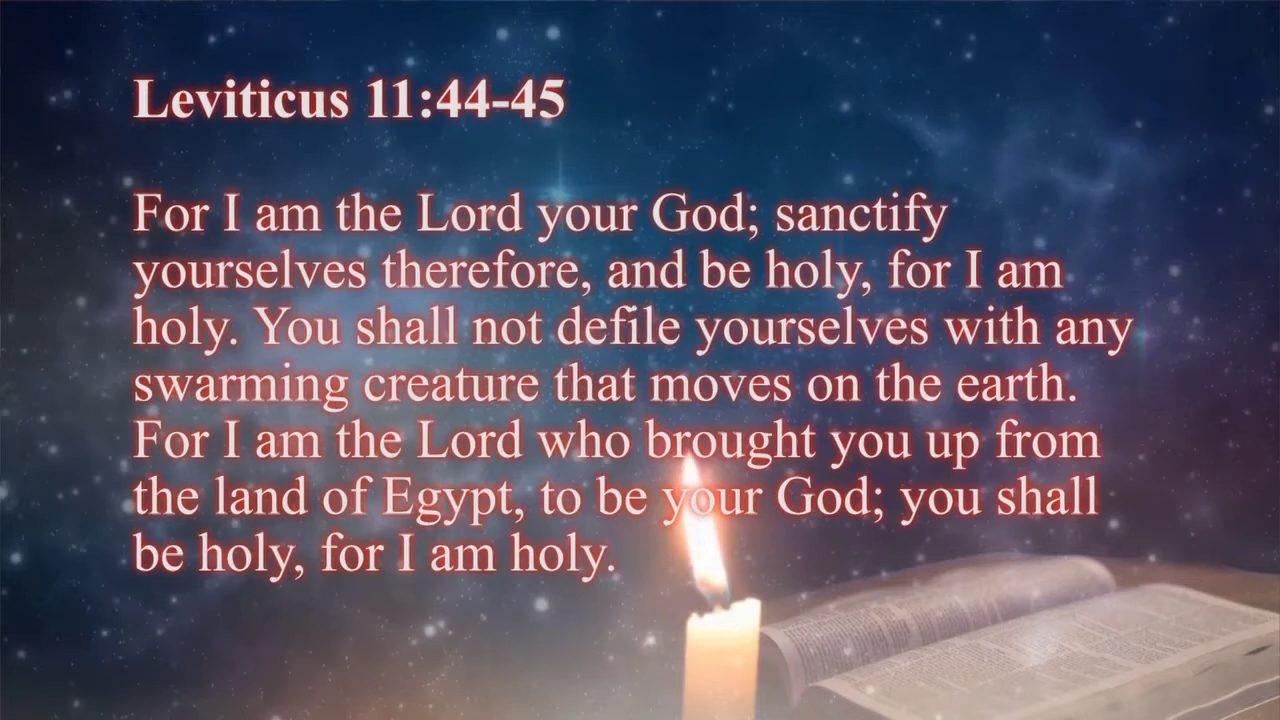 Leviticus 11:44-45
For I am the Lord your God; sanctify
yourselves therefore, and be holy, for I am
holy. You shall not defile yourselves with any
swarming creature that moves on the earth.
For I am the Lord who brought you up from
the land of Egypt, to be your God; you shall
be holy, for I am holy.